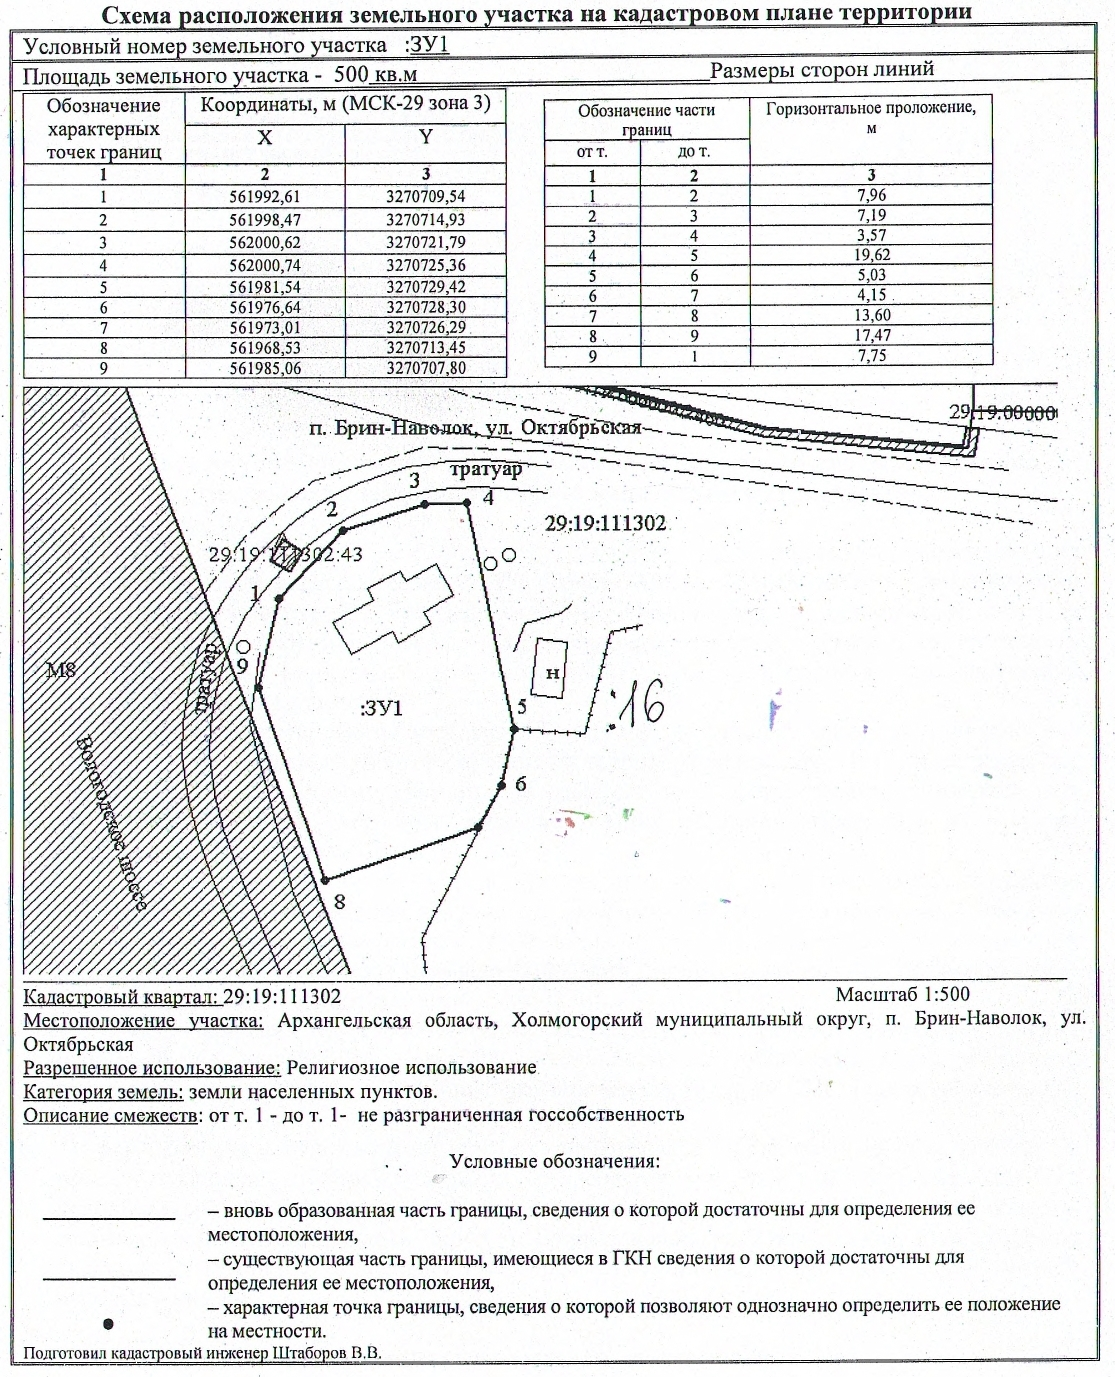 Схема расположения земельного участка на кадастровом плане территории
Условный номер земельного участка :ЗУ1
Площадь земельного участка - 500 кв.м
Размеры сторон линий
Обозначение характерных точек границ
Координаты, м (МСК-29 зона 3)
X Y
1 2 3
1 561992,61 3270709,54
2 561998,47 3270714,93
3 562000,62 3270721,79
4 562000,74 3270725,36
5 561981,54 3270729,42
6 561976,64 3270728,30
7 561973,01 3270726,29
8 561968,53 3270713,45
9 561985,06 3270707,80
Обозначение части границ
Горизонтальное проложение, м
от т. до т.
1 2 3
1 2 7,96
2 3 7,19
3 4 3,57
4 5 19,62
5 6 5,03
6 7 4,15
7 8 13,60
8 9 17,47
9 1 7,75
29:19:00000
п. Брин-Наволок, ул. Октябрьская
тратуар
3
4
2
29:19:111302
29:19:111302:43
1
9
тратуар
М8
н
:16
:ЗУ1
5
6
Вологодское шоссе
8
Кадастровый квартал: 29:19:111302
Масштаб 1:500
Местоположение участка: Архангельская область, Холмогорский муниципальный округ, п. Брин-Наволок, ул.
Октябрьская
Разрешенное использование: Религиозное использование
Категория земель: земли населенных пунктов.
Описание смежеств: от т. 1 - до т. 1- не разграниченная госсобственность
Условные обозначения:
– вновь образованная часть границы, сведения о которой достаточны для определения ее
местоположения,
– существующая часть границы, имеющиеся в ГКН сведения о которой достаточны для
определения ее местоположения,
– характерная точка границы, сведения о которой позволяют однозначно определить ее положение
на местности.
Подготовил кадастровый инженер Штаборов В.В.